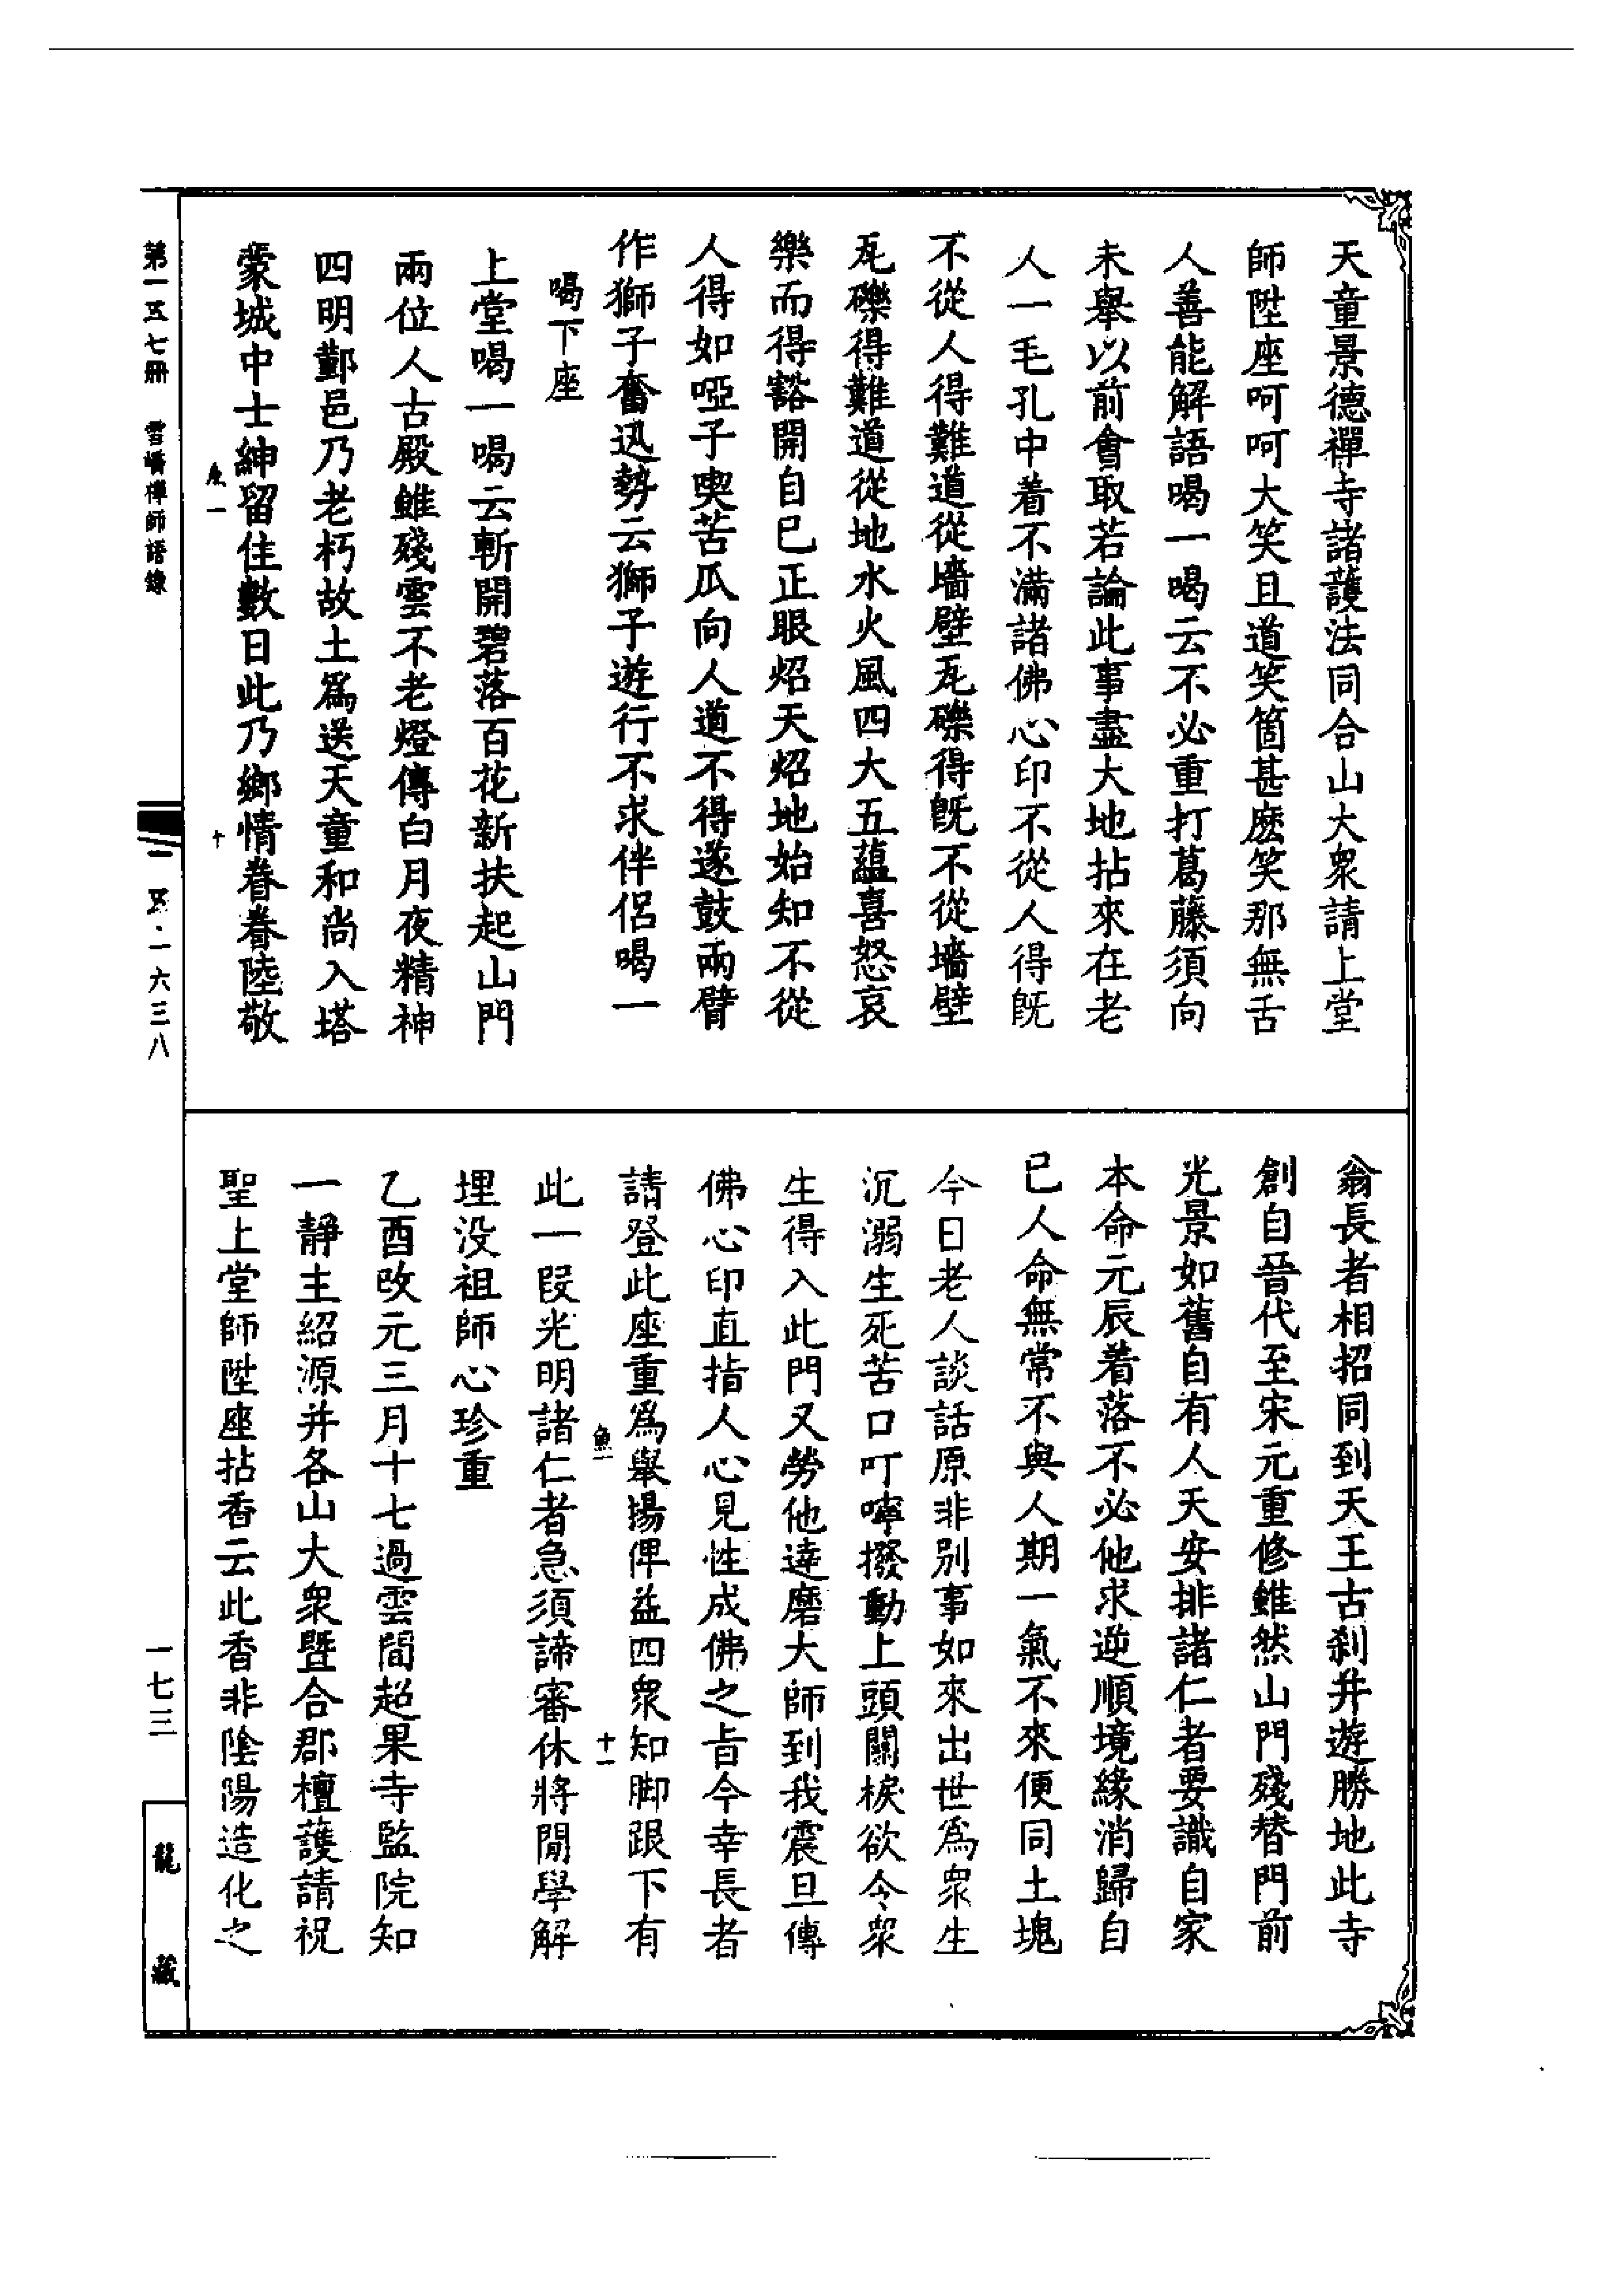 天童景德禪寺諸護法同合山大衆請上堂
師陞座呵呵大笑且道笑箇甚麽笑那無舌
人善能解語喝一喝云不必重打葛藤須向
未舉以前會取若論此事盡大地拈來在老
人一毛孔中着不滿諸佛心印不從人得旣
不從人得難道從墻壁瓦礫得旣不從墻壁
瓦礫得難道從地水火風四大五蘊喜怒哀
樂而得豁開自已正眼炤天炤地始知不從
人得如啞子喫苦瓜向人道不得遂鼓兩臂
作獅子奮迅勢云獅子遊行不求伴侶喝一
喝下座
上堂喝一喝云斬開碧落百花新扶起山門
兩位人古殿雖殘雲不老燈傳白月夜精神
四明鄞邑乃老朽故土爲送天童和尚入塔
蒙城中士紳留住數日此乃鄉情眷眷陸敬
魚一
十
翁長者相招同到天王古刹并遊勝地此寺
創自晉代至宋元重修雖然山門殘替門前
光景如舊自有人天安排諸仁者要識自家
本命元辰着落不必他求逆順境緣消歸自
已人命無常不與人期一氣不來便同土塊
今日老人談話原非別事如來出世爲衆生
沉溺生死苦口叮嚀撥動上頭關棙欲令衆
生得入此門又勞他達磨大師到我震旦傳
佛心印直指人心見性成佛之旨今幸長者
請登此座重爲舉揚俾益四衆知脚跟下有
魚一
十一
此一段光明諸仁者急須諦審休將閒學解
埋没祖師心珍重
乙酉改元三月十七過雲間超果寺監院知
一靜主紹源并各山大衆暨合郡檀護請祝
聖上堂師陞座拈香云此香非陰陽造化之
第一五七冊　雪嶠禪師語錄
一五·一六三八
一七三
龍藏